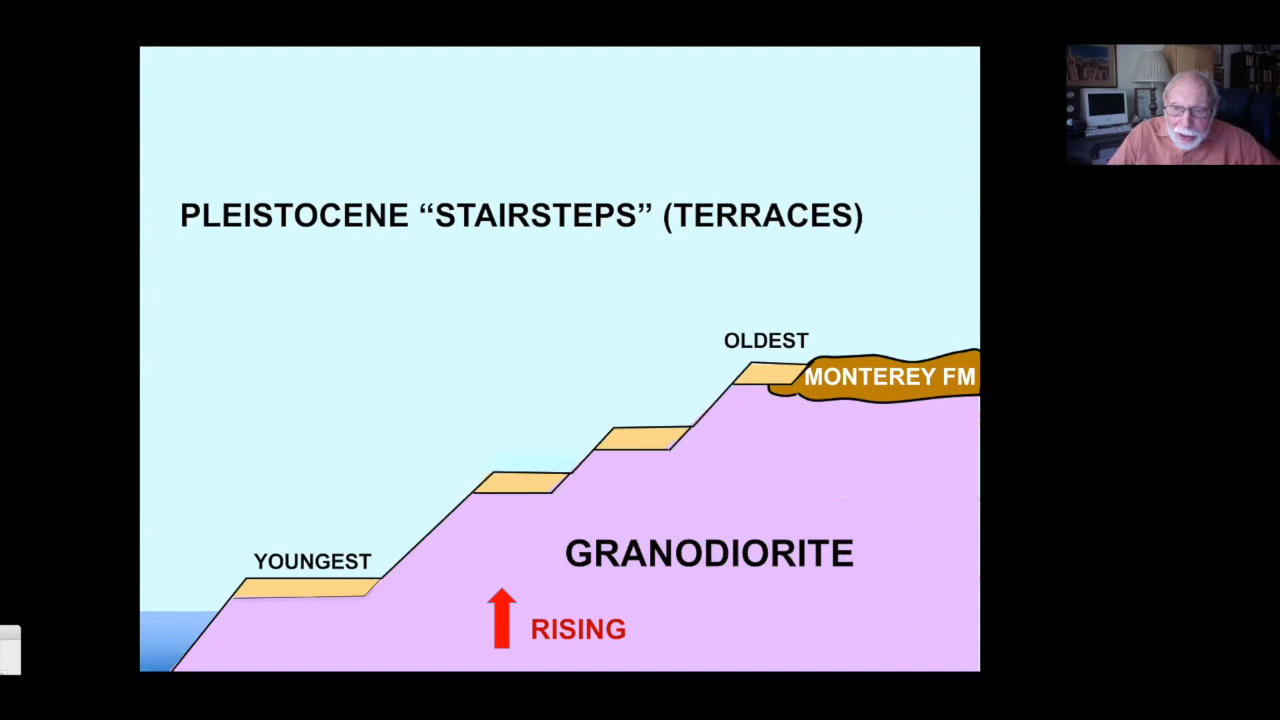 PLEISTOCENE “STAIRSTEPS” (TERRACES)
OLDEST
MONTEREY FM
YOUNGEST
GRANODIORITE
RISING